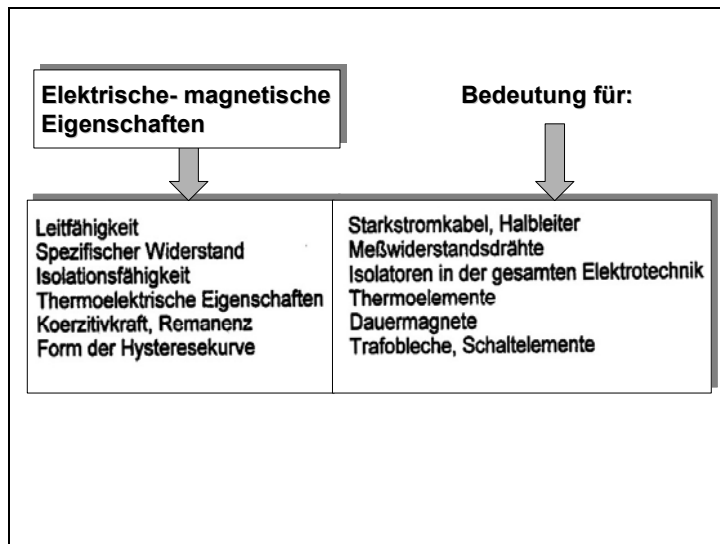 Elektrische- magnetische
Eigenschaften
Bedeutung für:
Leitfähigkeit
Spezifischer Widerstand
Isolationsfähigkeit
Thermoelektrische Eigenschaften
Koerzitivkraft, Remanenz
Form der Hysteresekurve
Starkstromkabel, Halbleiter
Meßwiderstandsdrähte
Isolatoren in der gesamten Elektrotechnik
Thermoelemente
Dauermagnete
Trafobleche, Schaltelemente